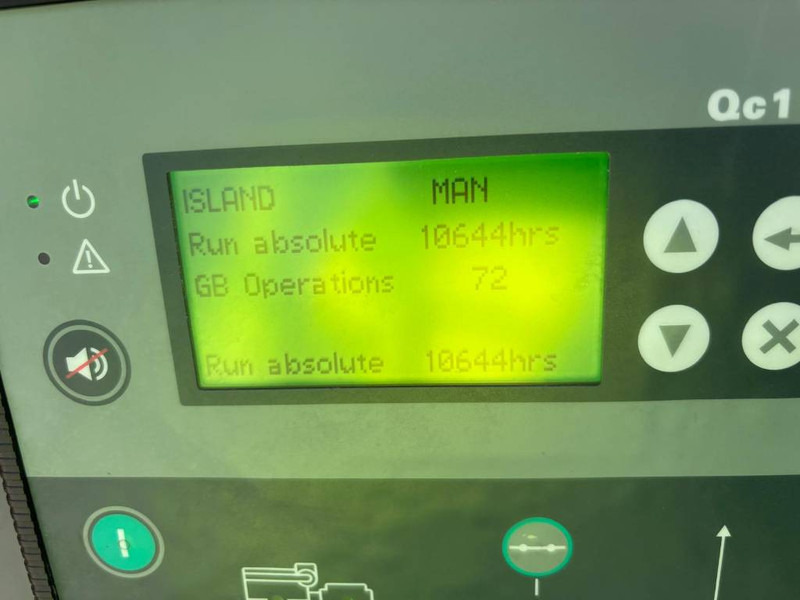 Qc1
ISLAND MAN
Run absolute 10644hrs
GB Operations 72
Run absolute 10644hrs